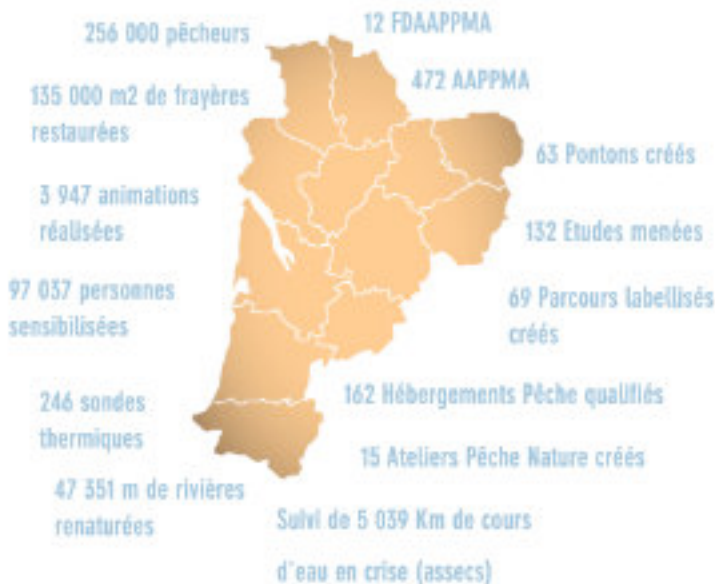 256 000 pêcheurs
12 FDAAPPMA
472 AAPPMA
135 000 m2 de frayères
restaurées
63 Pontons créés
3 947 animations
réalisées
132 Etudes menées
97 037 personnes
sensibilisées
69 Parcours labellisés
créés
246 sondes
thermiques
162 Hébergements Pêche qualifiés
15 Ateliers Pêche Nature créés
47 351 m de rivières
renaturées
Suivi de 5 039 Km de cours
d'eau en crise (assecs)